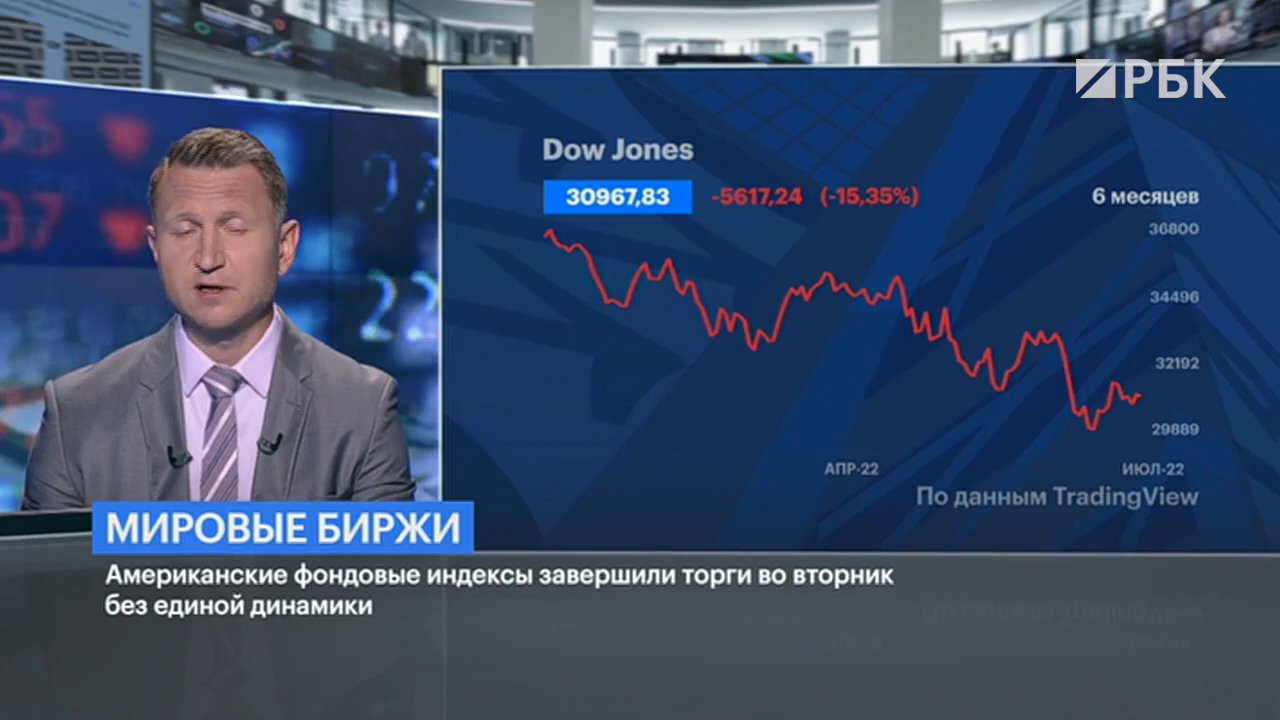 РБК
Dow Jones
30967,83 -5617,24 (-15,35%) 6 месяцев
36800
34496
32192
29889
АПР-22 ИЮЛ-22
По данным TradingView
МИРОВЫЕ БИРЖИ
Американские фондовые индексы завершили торги во вторник
без единой динамики